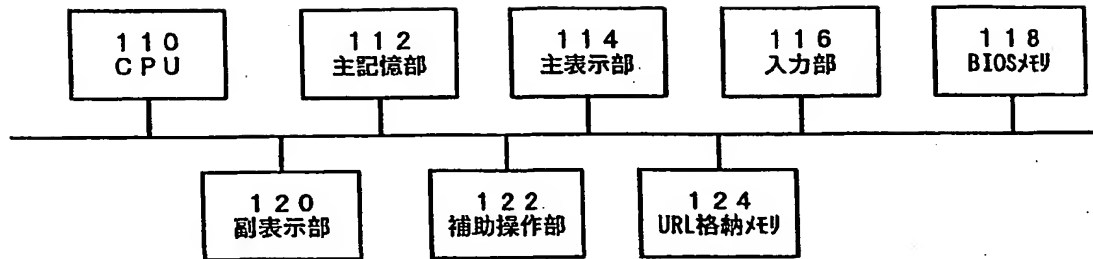 １１０
ＣＰＵ
１１２
主記憶部
１１４
主表示部
１１６
入力部
１１８
BIOSﾒﾓﾘ
１２０
副表示部
１２２
補助操作部
１２４
URL格納ﾒﾓﾘ